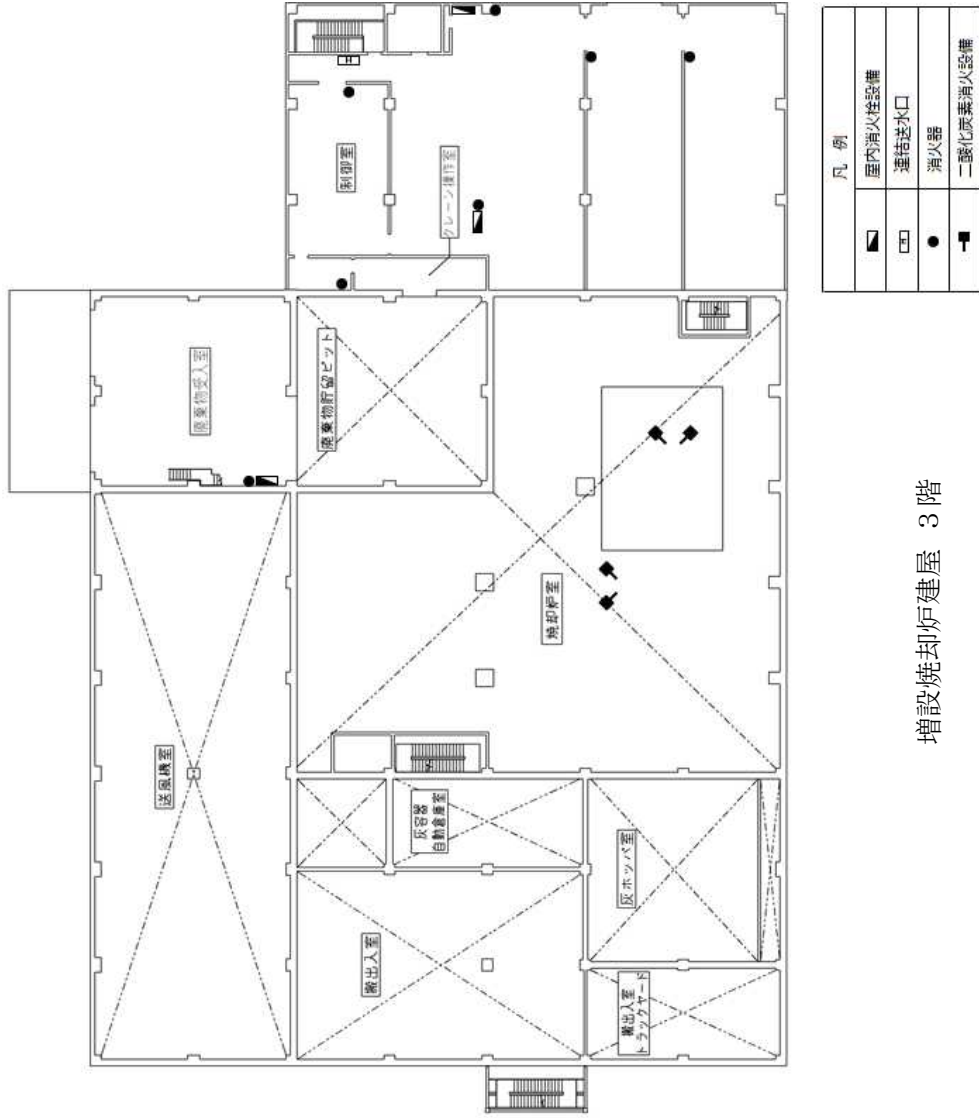 廃棄物受入室
廃棄物貯留ピット
制御室
クレーン操作室
送風機室
焼却炉室
灰容器
自動倉庫室
搬出入室
灰ホッパ室
搬出入室
トラックヤード
凡 例
屋内消火栓設備
H
連結送水口
消火器
二酸化炭素消火設備
増設焼却炉建屋 3階